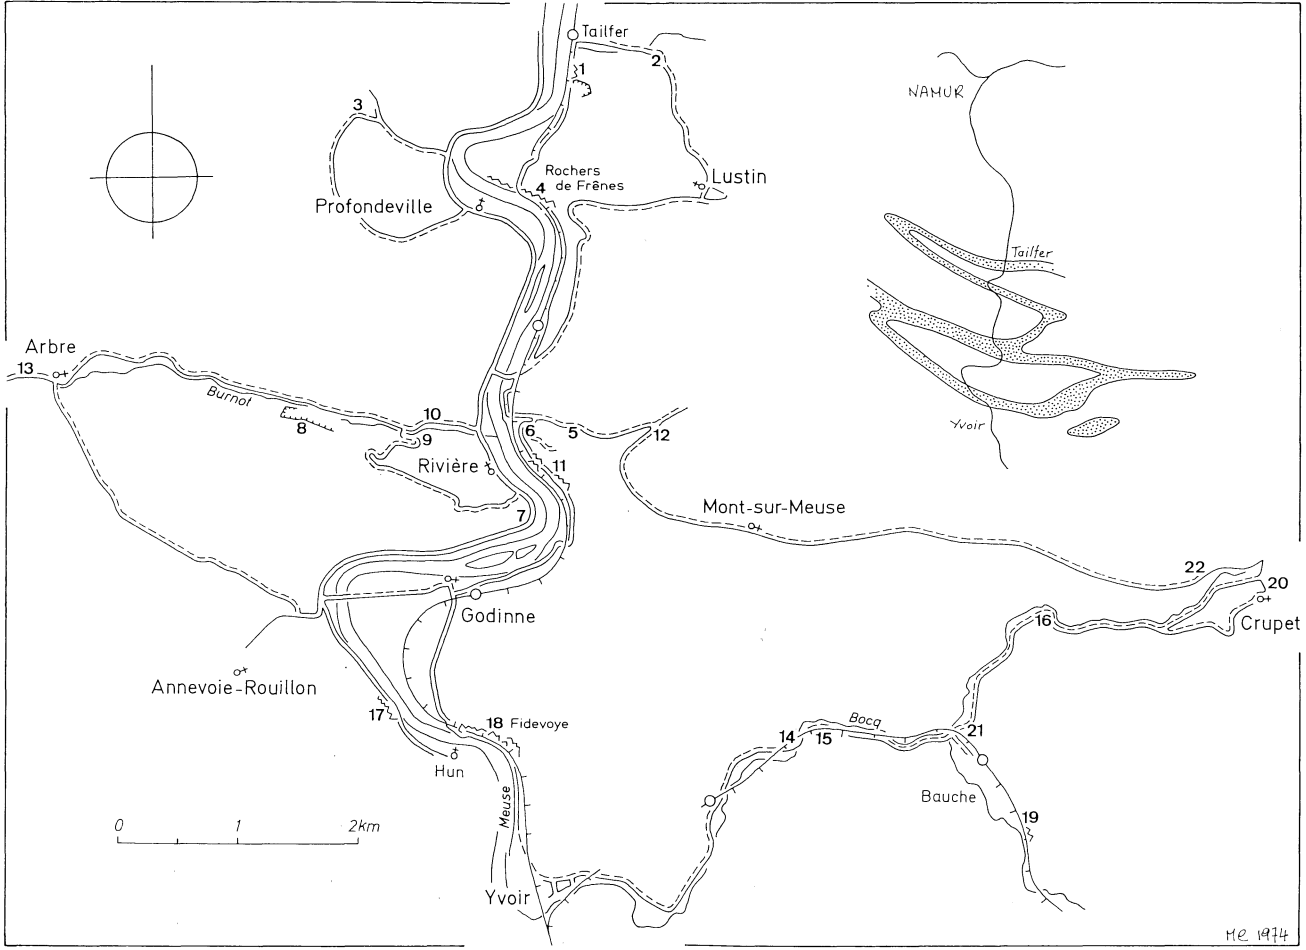 Tailfer
1
2
3
NAMUR
Rochers
de Frênes
4
Lustin
Profondeville
Tailfer
Arbre
13
Burnot
8
10
9
6
5
12
Yvoir
Rivière
11
7
Mont-sur-Meuse
22
20
Crupet
16
Godinne
Annevoie-Rouillon
17
18 Fidevoye
Hun
14
15
Bocq
21
Bauche
19
Meuse
0 1 2km
Yvoir
MR 1974